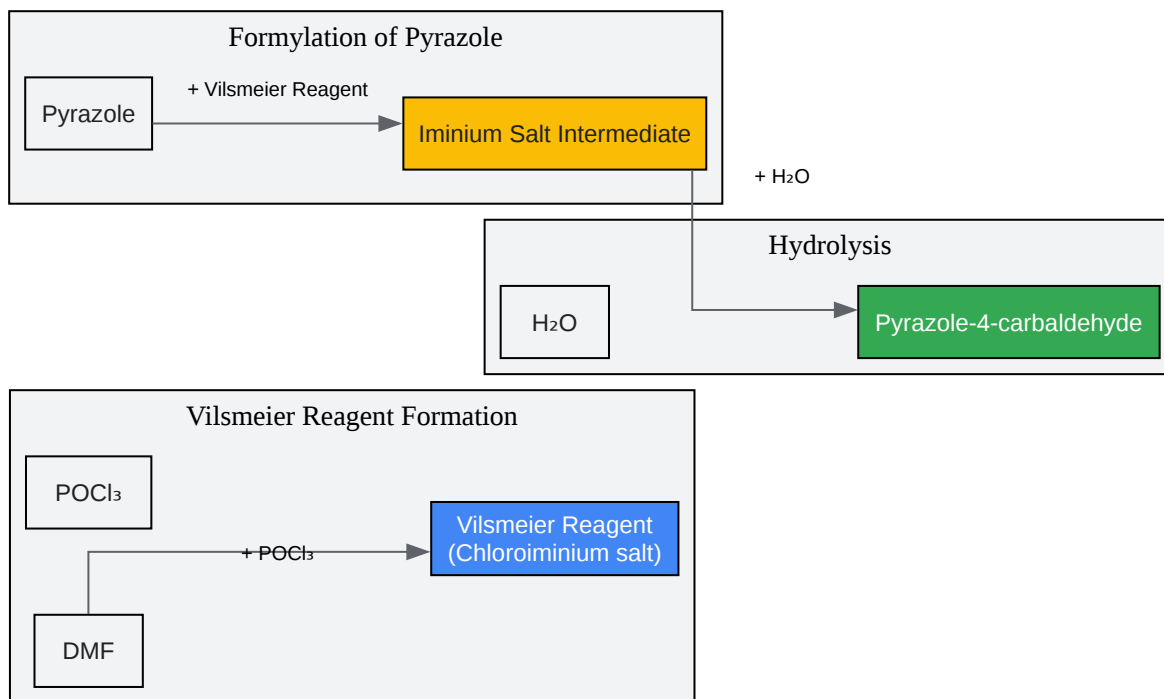 Formylation of Pyrazole
Pyrazole
+ Vilsmeier Reagent
Iminium Salt Intermediate
+ H₂O
Hydrolysis
H₂O
Pyrazole-4-carbaldehyde
Vilsmeier Reagent Formation
POCl₃
+ POCl₃
Vilsmeier Reagent
(Chloroiminium salt)
DMF